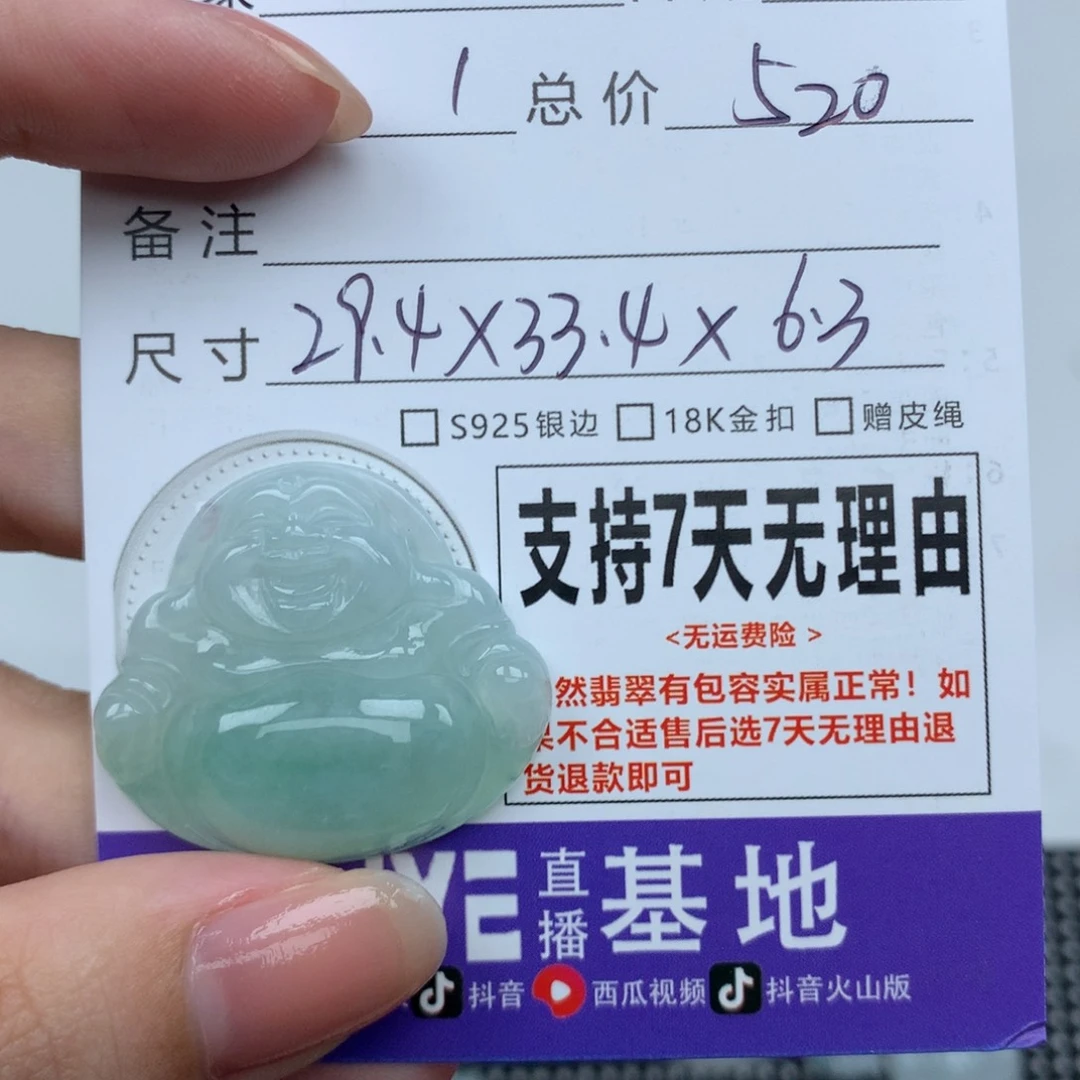 1 总价 520
备注
尺寸 29.4×33.4×6.3
S925银边 18K金扣 赠皮绳
支持7天无理由
<无运费险>
然翡翠有包容实属正常！如
果不合适售后选7天无理由退
货退款即可
直播基地
抖音 西瓜视频 抖音火山版